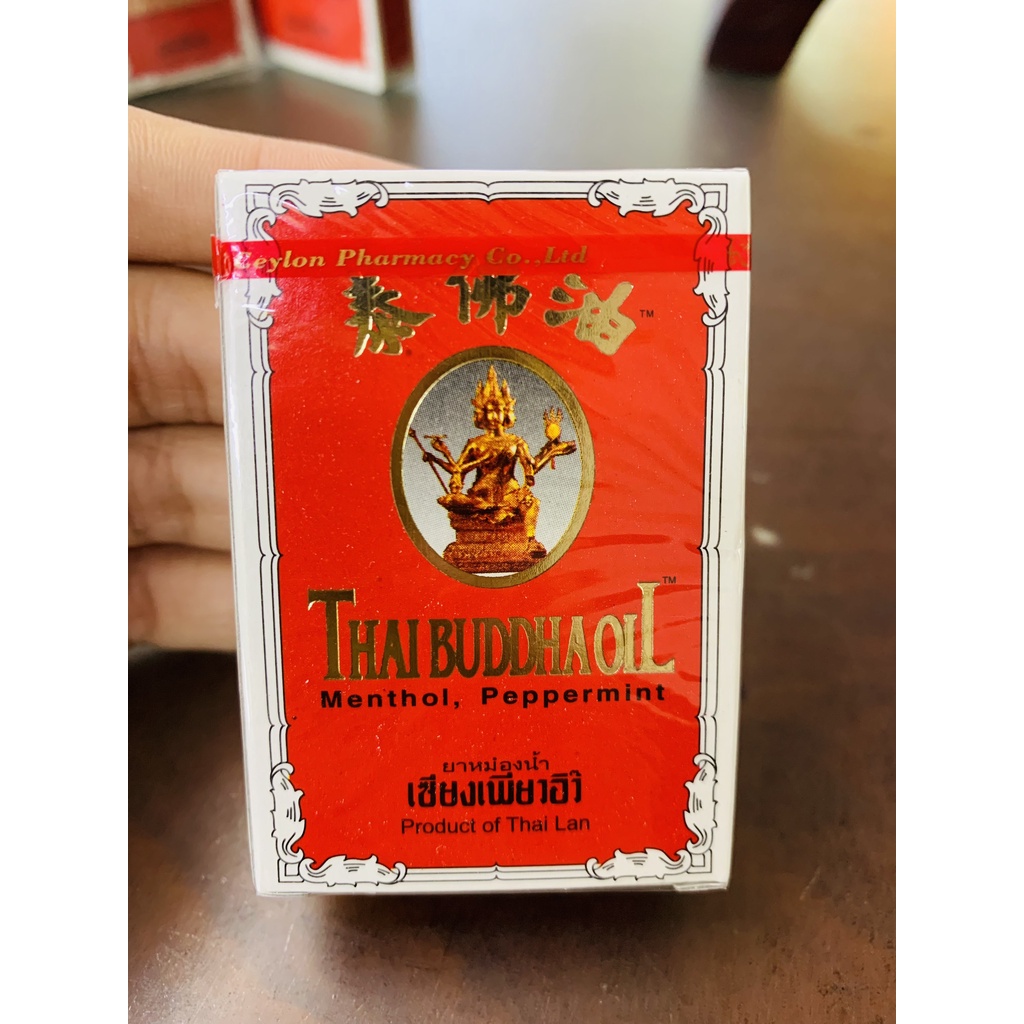 Ceylon Pharmacy Co.,Ltd
泰佛油™
THAI BUDDHA OIL™
Menthol, Peppermint
ยาหม่องน้ำ
เซียงเพียวอิ๊ว
Product of Thai Lan